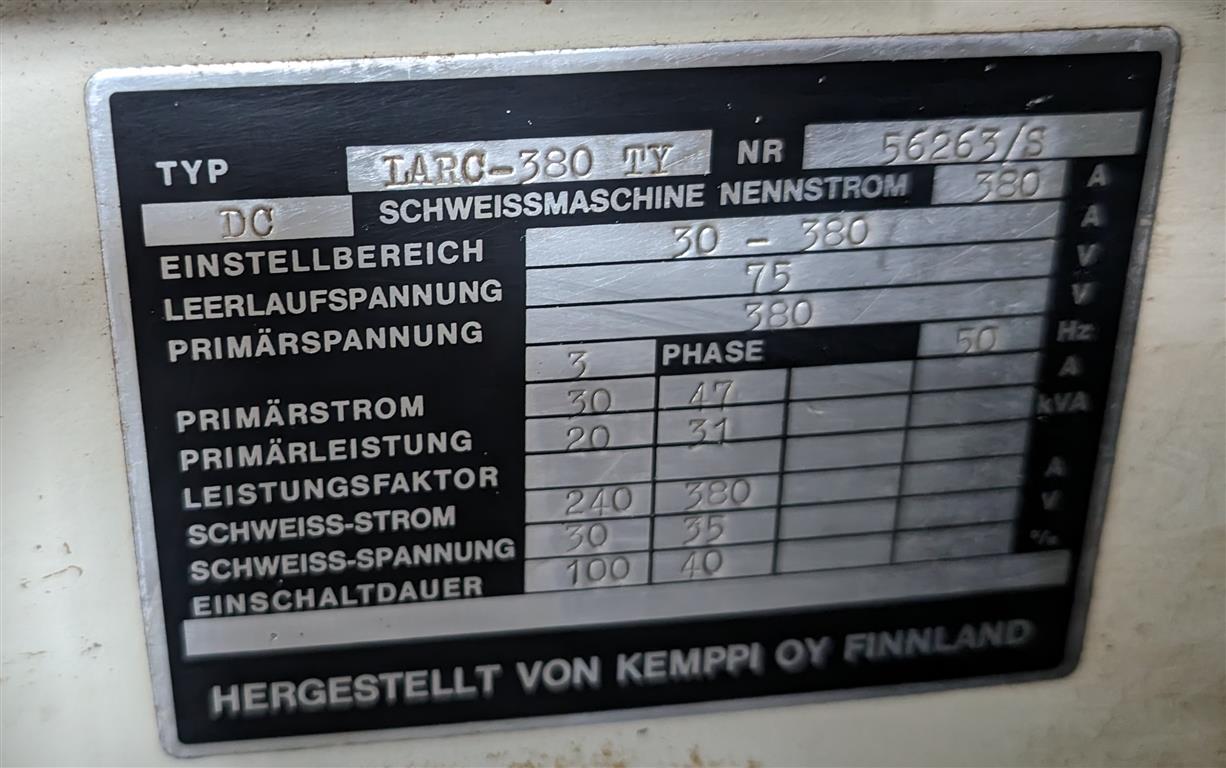 TYP LARC-380 TY NR 56263/S
DC SCHWEISSMASCHINE NENNSTROM 380 A
EINSTELLBEREICH 30 - 380 A
LEERLAUFSPANNUNG 75 V
PRIMÄRSPANNUNG 380 V
3 PHASE 50 Hz
PRIMÄRSTROM 30 47 A
PRIMÄRLEISTUNG 20 31 kVA
LEISTUNGSFAKTOR
SCHWEISS-STROM 240 380 A
SCHWEISS-SPANNUNG 30 35 V
EINSCHALTDAUER 100 40 %
HERGESTELLT VON KEMPPI OY FINNLAND